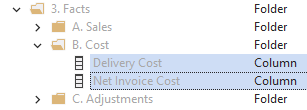 3. Facts Folder
A. Sales Folder
B. Cost Folder
Delivery Cost Column
Net Invoice Cost Column
C. Adjustments Folder